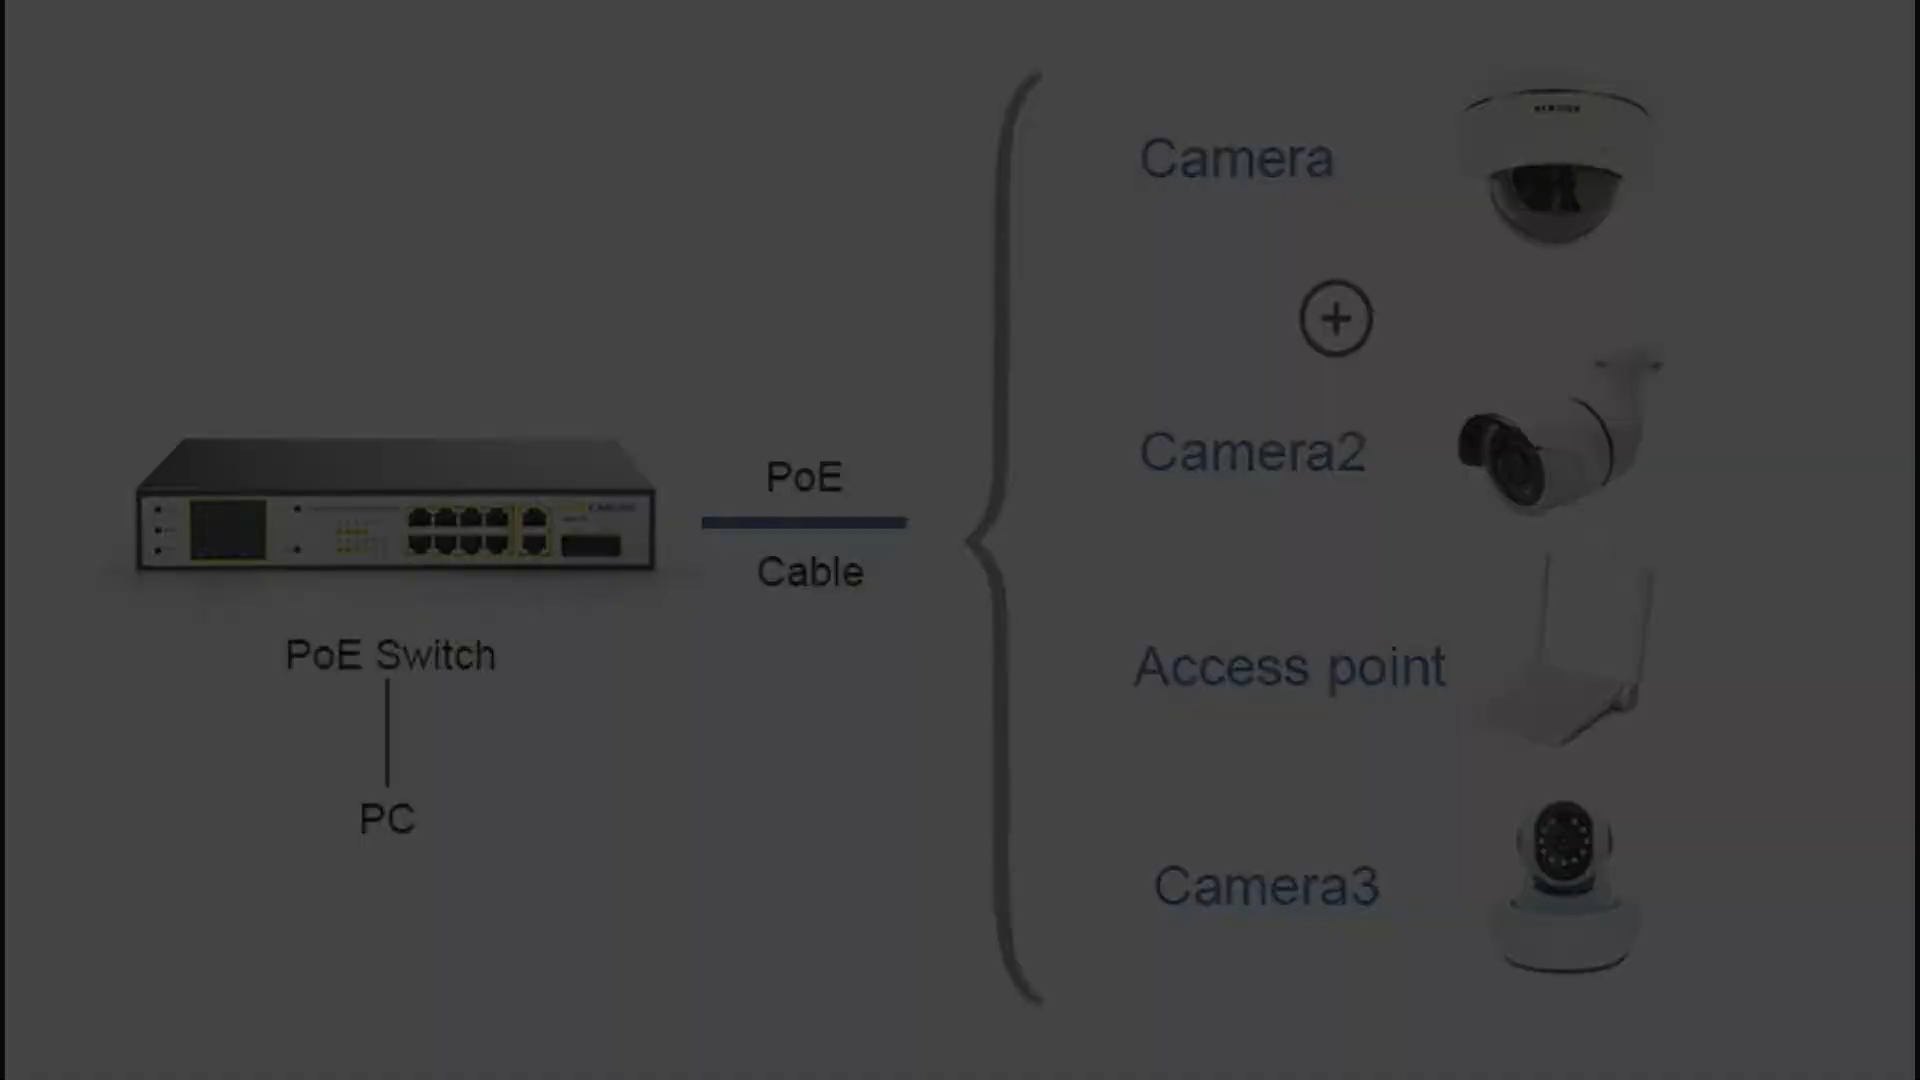 Camera
Camera2
PoE
Cable
PoE Switch
Access point
PC
Camera3